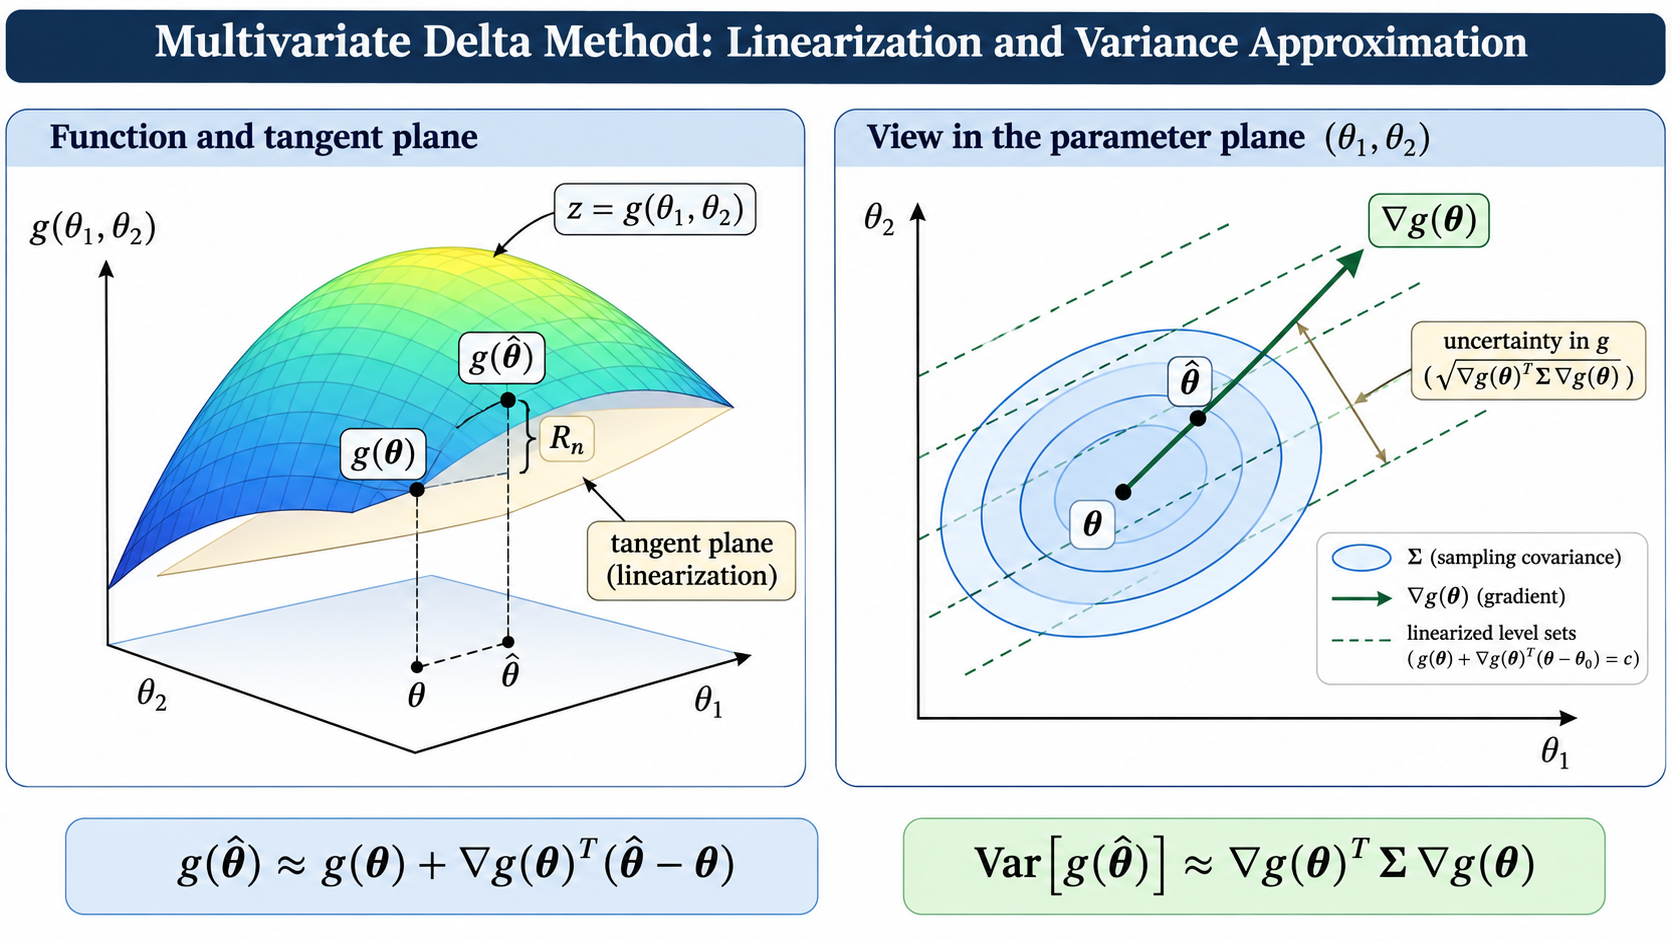 Multivariate Delta Method: Linearization and Variance Approximation
Function and tangent plane
g(θ₁, θ₂)
z = g(θ₁, θ₂)
g(𝛉̂)
g(𝛉)
Rₙ
tangent plane
(linearization)
θ₂
θ
θ̂
θ₁
View in the parameter plane (θ₁, θ₂)
θ₂
∇g(𝛉)
uncertainty in g
(√∇g(𝛉)ᵀ 𝚺 ∇g(𝛉))
𝛉̂
𝛉
𝚺 (sampling covariance)
∇g(𝛉) (gradient)
linearized level sets
(g(𝛉) + ∇g(𝛉)ᵀ(𝛉 − θ₀) = c)
θ₁
g(𝛉̂) ≈ g(𝛉) + ∇g(𝛉)ᵀ(𝛉̂ − 𝛉)
Var[g(𝛉̂)] ≈ ∇g(𝛉)ᵀ 𝚺 ∇g(𝛉)